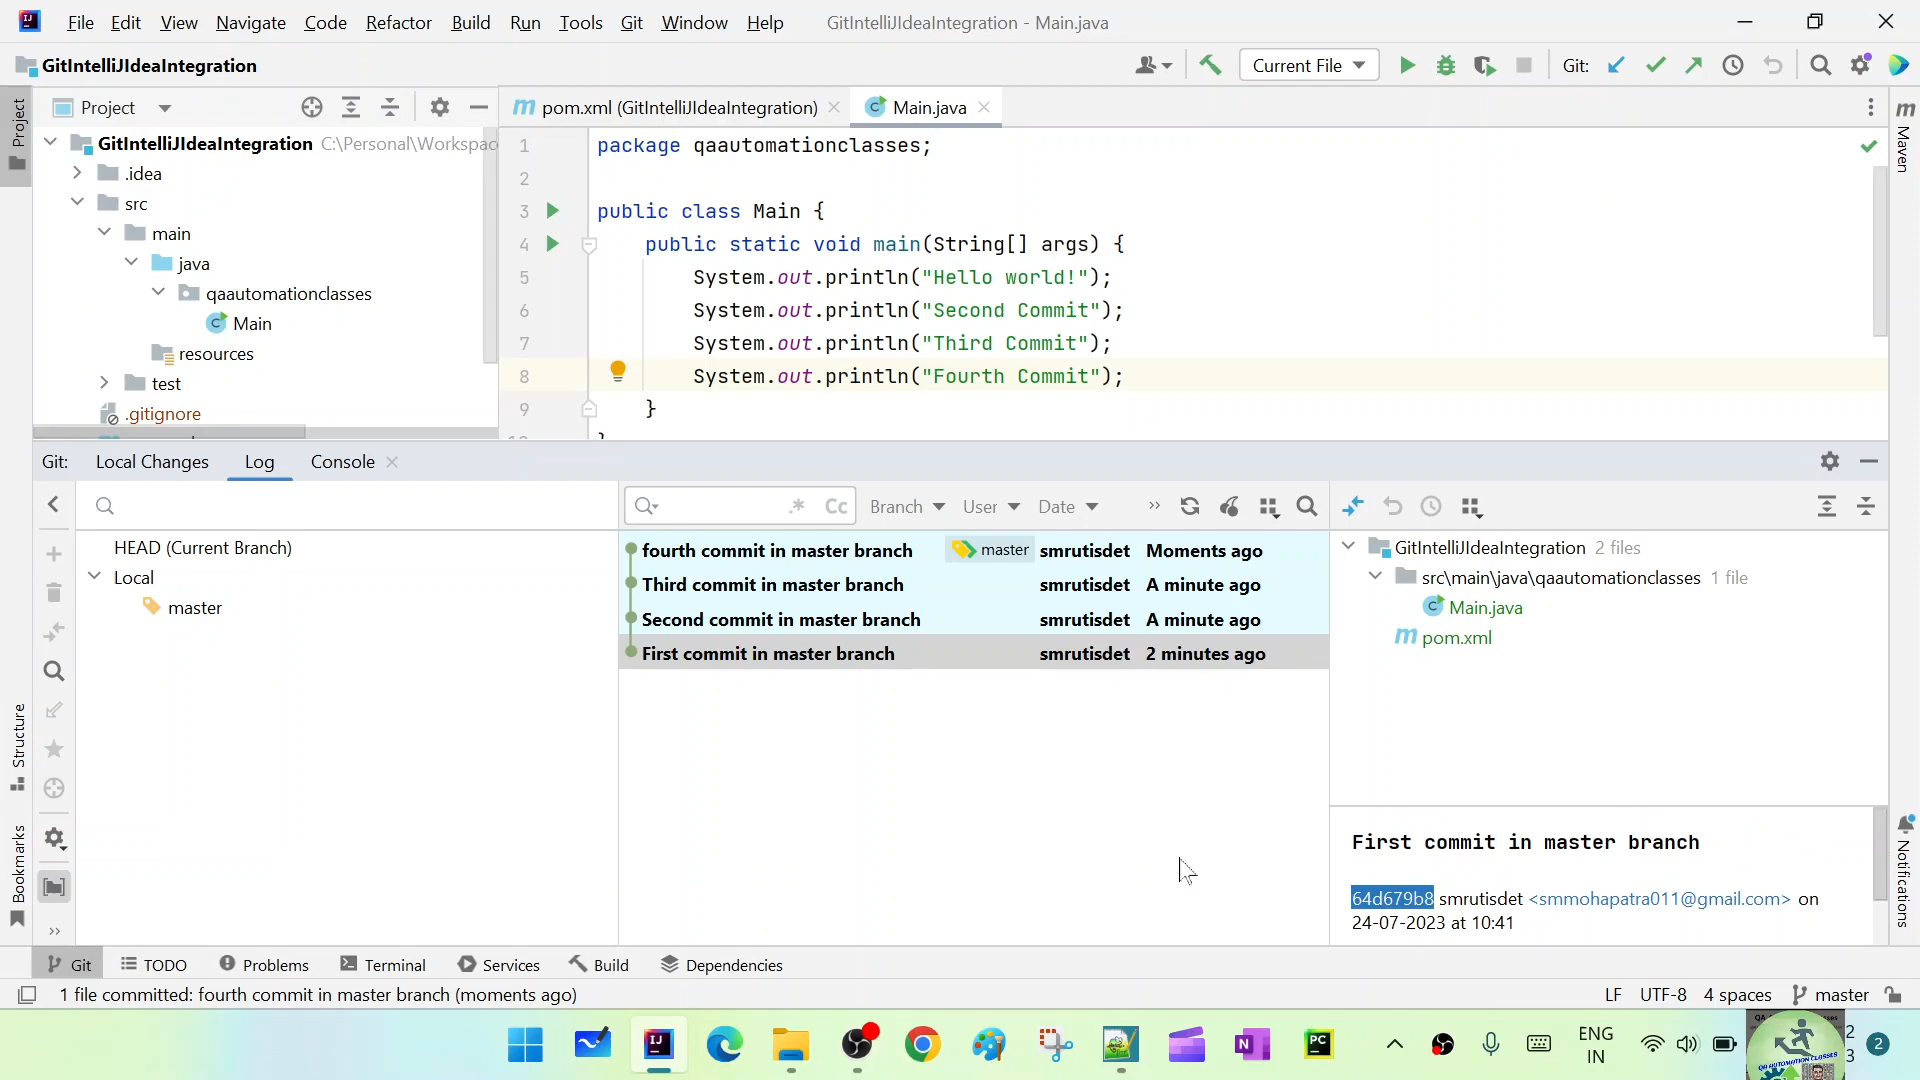 File Edit View Navigate Code Refactor Build Run Tools Git Window Help GitIntelliJIdeaIntegration - Main.java
GitIntelliJIdeaIntegration Current File Git:
Project pom.xml (GitIntelliJIdeaIntegration) Main.java
Project
Maven
GitIntelliJIdeaIntegration C:\Personal\Workspac
.idea
src
main
java
qaautomationclasses
Main
resources
test
.gitignore
1 package qaautomationclasses;
2
3 public class Main {
4 public static void main(String[] args) {
5 System.out.println("Hello world!");
6 System.out.println("Second Commit");
7 System.out.println("Third Commit");
8 System.out.println("Fourth Commit");
9 }
Git: Local Changes Log Console
.* Cc Branch User Date
HEAD (Current Branch)
Local
master
fourth commit in master branch master smrutisdet Moments ago
Third commit in master branch smrutisdet A minute ago
Second commit in master branch smrutisdet A minute ago
First commit in master branch smrutisdet 2 minutes ago
GitIntelliJIdeaIntegration 2 files
src\main\java\qaautomationclasses 1 file
Main.java
pom.xml
First commit in master branch
64d679b8 smrutisdet <smmohapatra011@gmail.com> on
24-07-2023 at 10:41
Structure
Bookmarks
Notifications
Git TODO Problems Terminal Services Build Dependencies
1 file committed: fourth commit in master branch (moments ago) LF UTF-8 4 spaces master
ENG
IN
QA AUTOMATION CLASSES
2